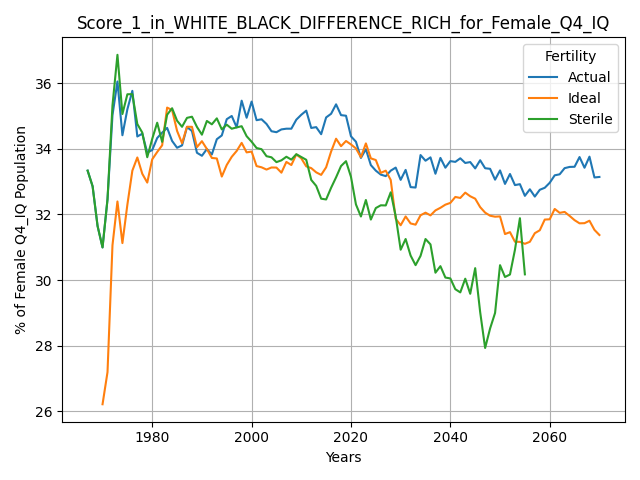 Score_1_in_WHITE_BLACK_DIFFERENCE_RICH_for_Female_Q4_IQ
% of Female Q4_IQ Population
36
34
32
30
28
26
Fertility
Actual
Ideal
Sterile
1980 2000 2020 2040 2060
Years